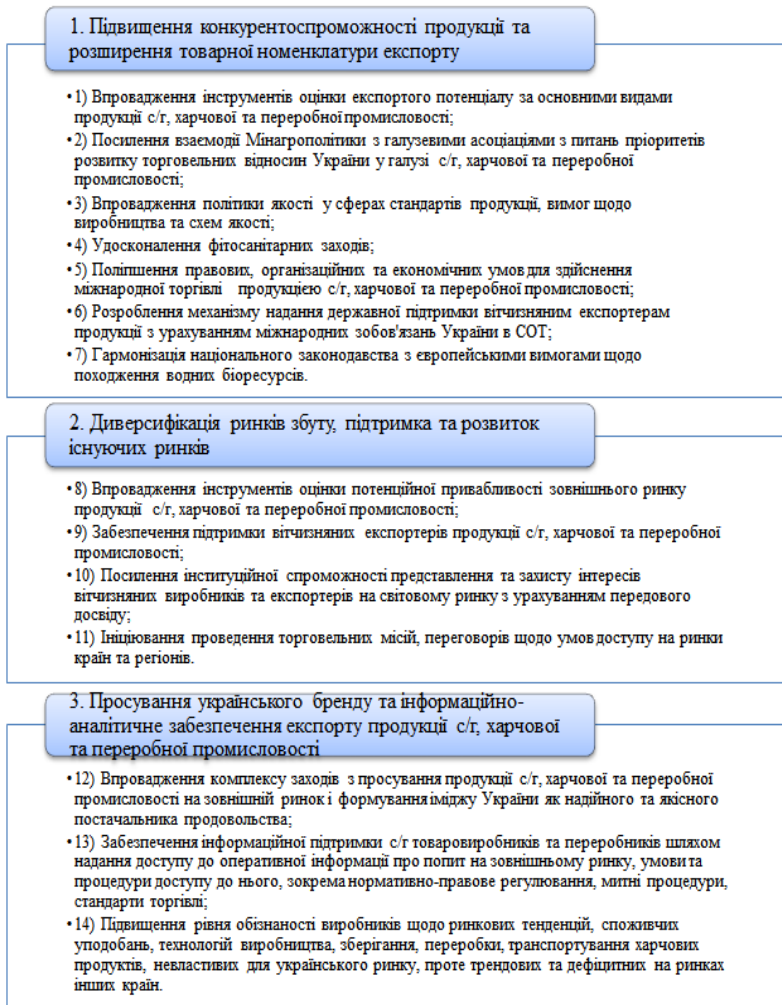 1. Підвищення конкурентоспроможності продукції та
розширення товарної номенклатури експорту
•1) Впровадження інструментів оцінки експортого потенціалу за основними видами
продукції с/г, харчової та переробної промисловості;
•2) Посилення взаємодії Мінагрополітики з галузевими асоціаціями з питань пріоритетів
розвитку торговельних відносин України у галузі с/г, харчової та переробної
промисловості;
•3) Впровадження політики якості у сферах стандартів продукції, вимог щодо
виробництва та схем якості;
•4) Удосконалення фітосанітарних заходів;
•5) Поліпшення правових, організаційних та економічних умов для здійснення
міжнародної торгівлі продукцією с/г, харчової та переробної промисловості;
•6) Розроблення механізму надання державної підтримки вітчизняним експортерам
продукції з урахуванням міжнародних зобов'язань України в СОТ;
•7) Гармонізація національного законодавства з європейськими вимогами щодо
походження водних біоресурсів.
2. Диверсифікація ринків збуту, підтримка та розвиток
існуючих ринків
•8) Впровадження інструментів оцінки потенційної привабливості зовнішнього ринку
продукції с/г, харчової та переробної промисловості;
•9) Забезпечення підтримки вітчизняних експортерів продукції с/г, харчової та переробної
промисловості;
•10) Посилення інституційної спроможності представлення та захисту інтересів
вітчизняних виробників та експортерів на світовому ринку з урахуванням передового
досвіду;
•11) Ініціювання проведення торговельних місій, переговорів щодо умов доступу на ринки
країн та регіонів.
3. Просування українського бренду та інформаційно-
аналітичне забезпечення експорту продукції с/г, харчової
та переробної промисловості
•12) Впровадження комплексу заходів з просування продукції с/г, харчової та переробної
промисловості на зовнішній ринок і формування іміджу України як надійного та якісного
постачальника продовольства;
•13) Забезпечення інформаційної підтримки с/г товаровиробників та переробників шляхом
надання доступу до оперативної інформації про попит на зовнішньому ринку, умови та
процедури доступу до нього, зокрема нормативно-правове регулювання, митні процедури,
стандарти торгівлі;
•14) Підвищення рівня обізнаності виробників щодо ринкових тенденцій, споживчих
уподобань, технологій виробництва, зберігання, переробки, транспортування харчових
продуктів, невластивих для українського ринку, проте трендових та дефіцитних на ринках
інших країн.